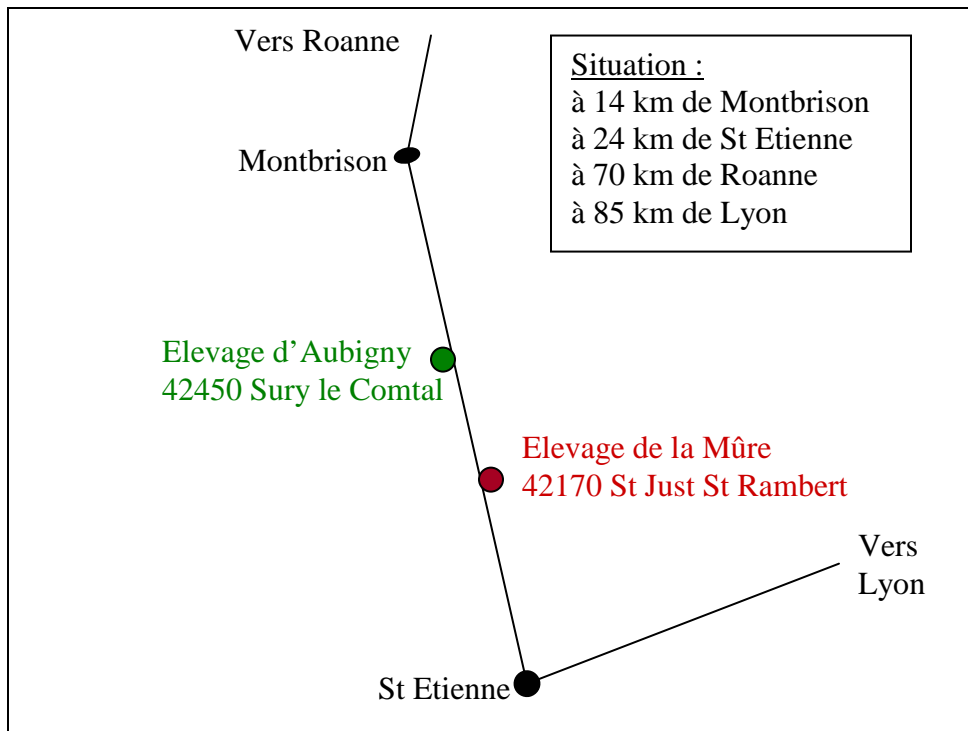 Vers Roanne
Situation :
à 14 km de Montbrison
à 24 km de St Etienne
à 70 km de Roanne
à 85 km de Lyon
Montbrison
Elevage d’Aubigny
42450 Sury le Comtal
Elevage de la Mûre
42170 St Just St Rambert
Vers
Lyon
St Etienne